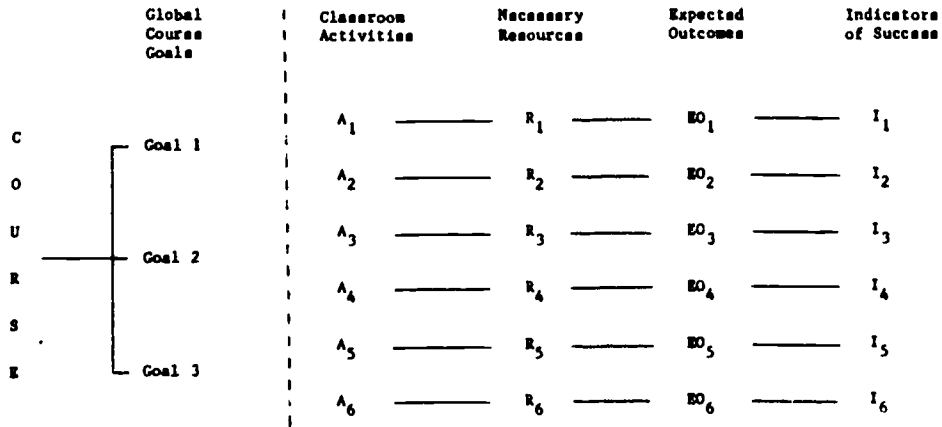 Global Course Goals
Classroom Activities
Necessary Resources
Expected Outcomes
Indicators of Success
COURSE
Goal 1
Goal 2
Goal 3
A1 R1 EO1 I1
A2 R2 EO2 I2
A3 R3 EO3 I3
A4 R4 EO4 I4
A5 R5 EO5 I5
A6 R6 EO6 I6